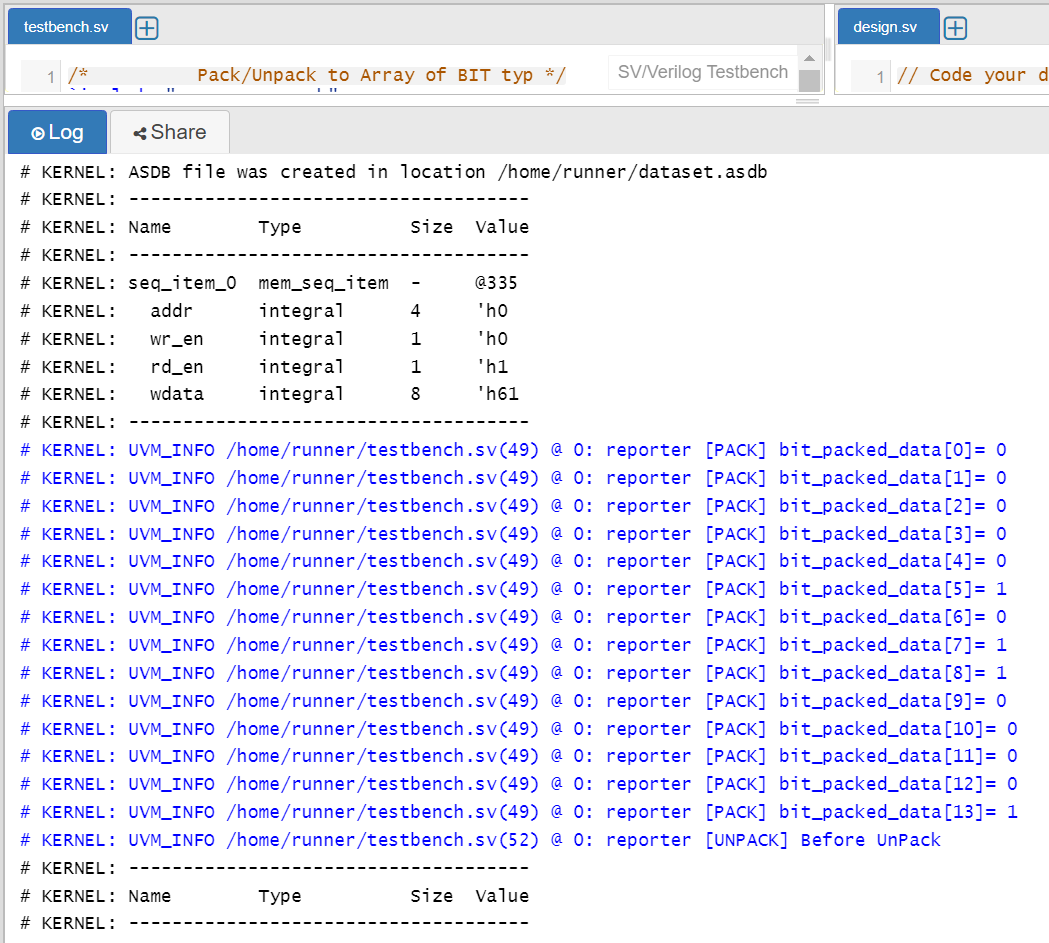 testbench.sv
design.sv
1 /* Pack/Unpack to Array of BIT typ */
SV/Verilog Testbench
1 // Code your d
Log
Share
# KERNEL: ASDB file was created in location /home/runner/dataset.asdb
# KERNEL: -------------------------------------
# KERNEL: Name        Type          Size  Value
# KERNEL: -------------------------------------
# KERNEL: seq_item_0  mem_seq_item  -     @335
# KERNEL:   addr      integral      4     'h0
# KERNEL:   wr_en     integral      1     'h0
# KERNEL:   rd_en     integral      1     'h1
# KERNEL:   wdata     integral      8     'h61
# KERNEL: -------------------------------------
# KERNEL: UVM_INFO /home/runner/testbench.sv(49) @ 0: reporter [PACK] bit_packed_data[0]= 0
# KERNEL: UVM_INFO /home/runner/testbench.sv(49) @ 0: reporter [PACK] bit_packed_data[1]= 0
# KERNEL: UVM_INFO /home/runner/testbench.sv(49) @ 0: reporter [PACK] bit_packed_data[2]= 0
# KERNEL: UVM_INFO /home/runner/testbench.sv(49) @ 0: reporter [PACK] bit_packed_data[3]= 0
# KERNEL: UVM_INFO /home/runner/testbench.sv(49) @ 0: reporter [PACK] bit_packed_data[4]= 0
# KERNEL: UVM_INFO /home/runner/testbench.sv(49) @ 0: reporter [PACK] bit_packed_data[5]= 1
# KERNEL: UVM_INFO /home/runner/testbench.sv(49) @ 0: reporter [PACK] bit_packed_data[6]= 0
# KERNEL: UVM_INFO /home/runner/testbench.sv(49) @ 0: reporter [PACK] bit_packed_data[7]= 1
# KERNEL: UVM_INFO /home/runner/testbench.sv(49) @ 0: reporter [PACK] bit_packed_data[8]= 1
# KERNEL: UVM_INFO /home/runner/testbench.sv(49) @ 0: reporter [PACK] bit_packed_data[9]= 0
# KERNEL: UVM_INFO /home/runner/testbench.sv(49) @ 0: reporter [PACK] bit_packed_data[10]= 0
# KERNEL: UVM_INFO /home/runner/testbench.sv(49) @ 0: reporter [PACK] bit_packed_data[11]= 0
# KERNEL: UVM_INFO /home/runner/testbench.sv(49) @ 0: reporter [PACK] bit_packed_data[12]= 0
# KERNEL: UVM_INFO /home/runner/testbench.sv(49) @ 0: reporter [PACK] bit_packed_data[13]= 1
# KERNEL: UVM_INFO /home/runner/testbench.sv(52) @ 0: reporter [UNPACK] Before UnPack
# KERNEL: -------------------------------------
# KERNEL: Name        Type          Size  Value
# KERNEL: -------------------------------------